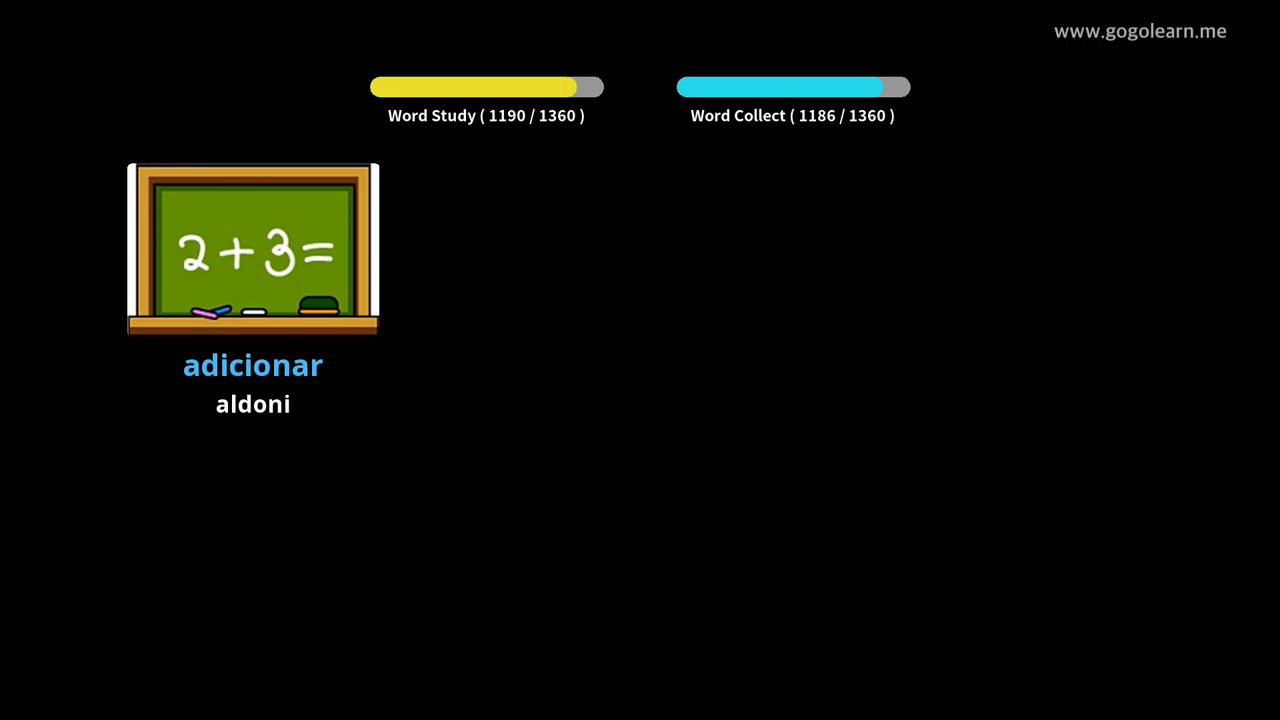 www.gogolearn.me
Word Study ( 1190 / 1360 )
Word Collect ( 1186 / 1360 )
2+3=
adicionar
aldoni